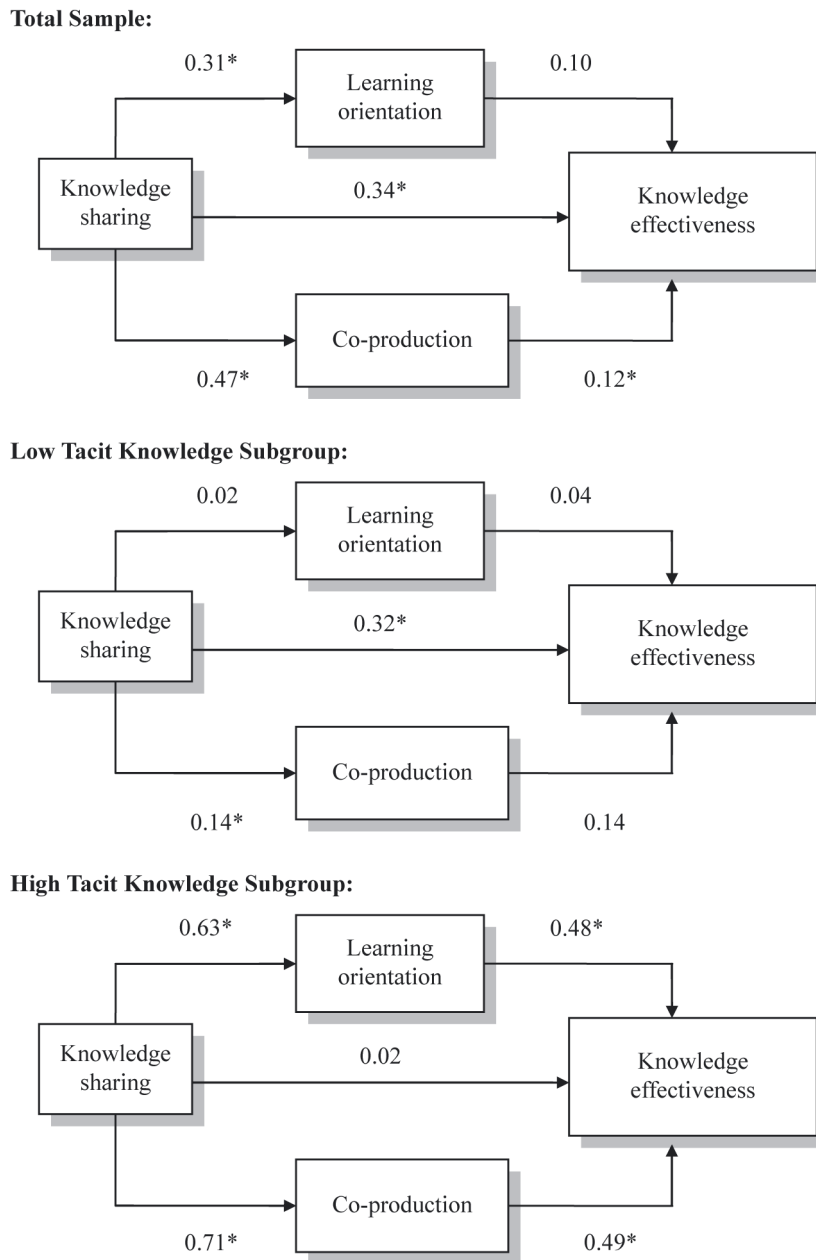 Total Sample:
0.31*
Learning
orientation
0.10
Knowledge
sharing
0.34*
Knowledge
effectiveness
Co-production
0.47*
0.12*
Low Tacit Knowledge Subgroup:
0.02
Learning
orientation
0.04
Knowledge
sharing
0.32*
Knowledge
effectiveness
Co-production
0.14*
0.14
High Tacit Knowledge Subgroup:
0.63*
Learning
orientation
0.48*
Knowledge
sharing
0.02
Knowledge
effectiveness
Co-production
0.71*
0.49*